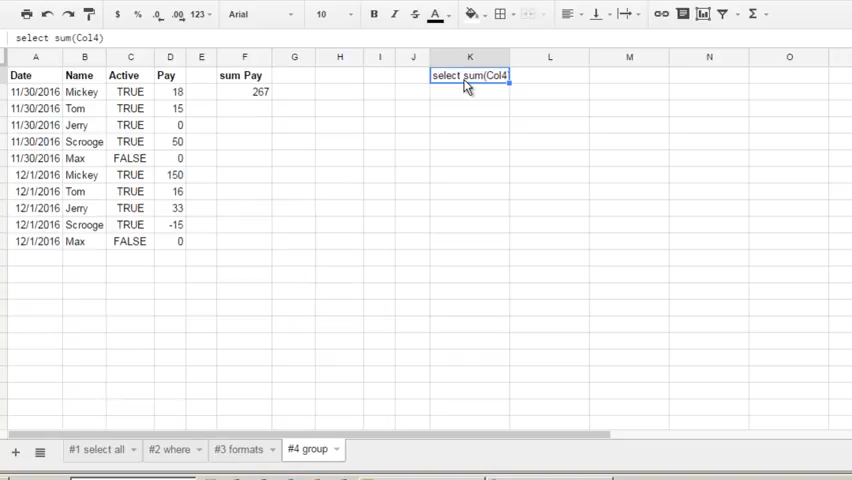 $ % .0 .00 123 Arial 10 B I S A
select sum(Col4)
A B C D E F G H I J K L M N O
Date Name Active Pay sum Pay select sum(Col4
11/30/2016 Mickey TRUE 18 267
11/30/2016 Tom TRUE 15
11/30/2016 Jerry TRUE 0
11/30/2016 Scrooge TRUE 50
11/30/2016 Max FALSE 0
12/1/2016 Mickey TRUE 150
12/1/2016 Tom TRUE 16
12/1/2016 Jerry TRUE 33
12/1/2016 Scrooge TRUE -15
12/1/2016 Max FALSE 0
#1 select all #2 where #3 formats #4 group